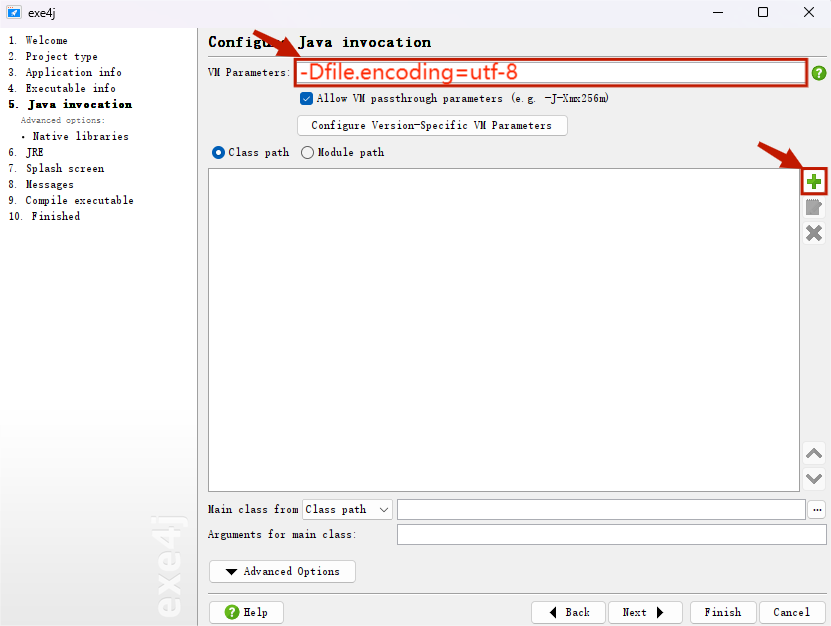 exe4j
1. Welcome
2. Project type
3. Application info
4. Executable info
5. Java invocation
Advanced options:
• Native libraries
6. JRE
7. Splash screen
8. Messages
9. Compile executable
10. Finished
exe4j
Java invocation
VM Parameters: -Dfile.encoding=utf-8
Allow VM passthrough parameters (e.g. -J-Xmx256m)
Configure Version-Specific VM Parameters
Class path Module path
Main class from Class path ...
Arguments for main class:
Advanced Options
Help Back Next Finish Cancel